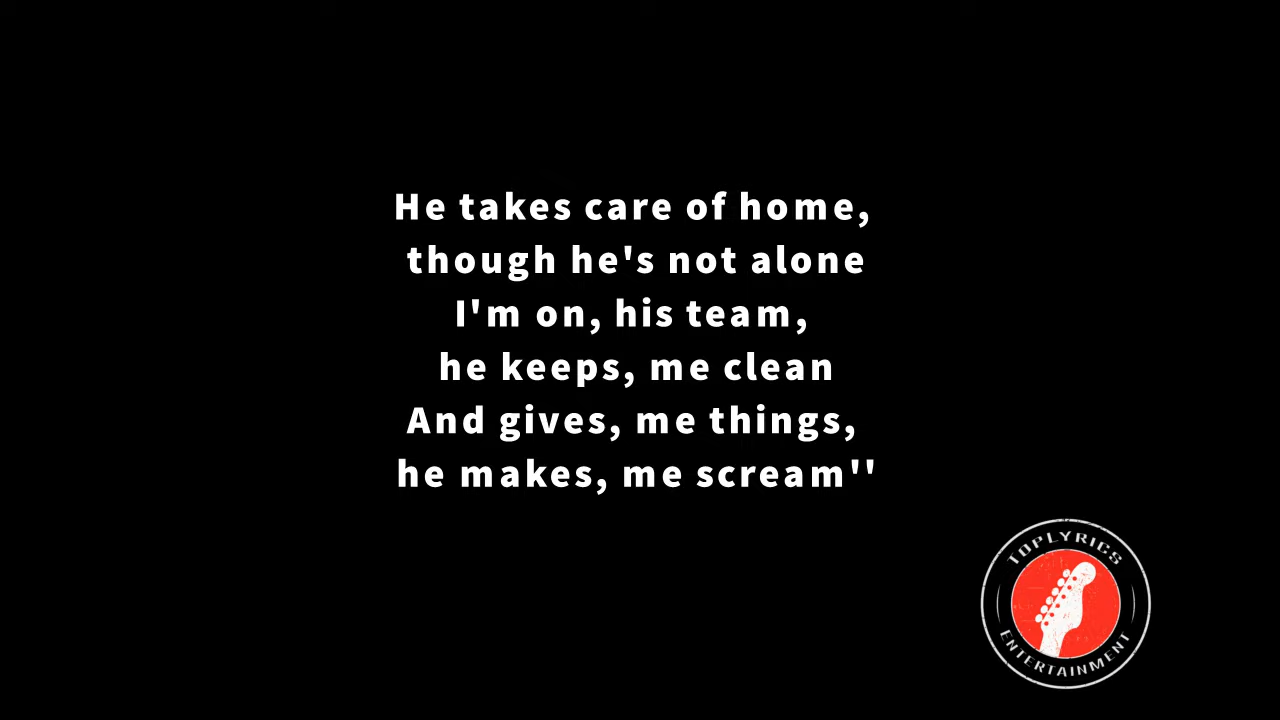 He takes care of home,
though he's not alone
I'm on, his team,
he keeps, me clean
And gives, me things,
he makes, me scream''
TOPLYRICS
ENTERTAINMENT